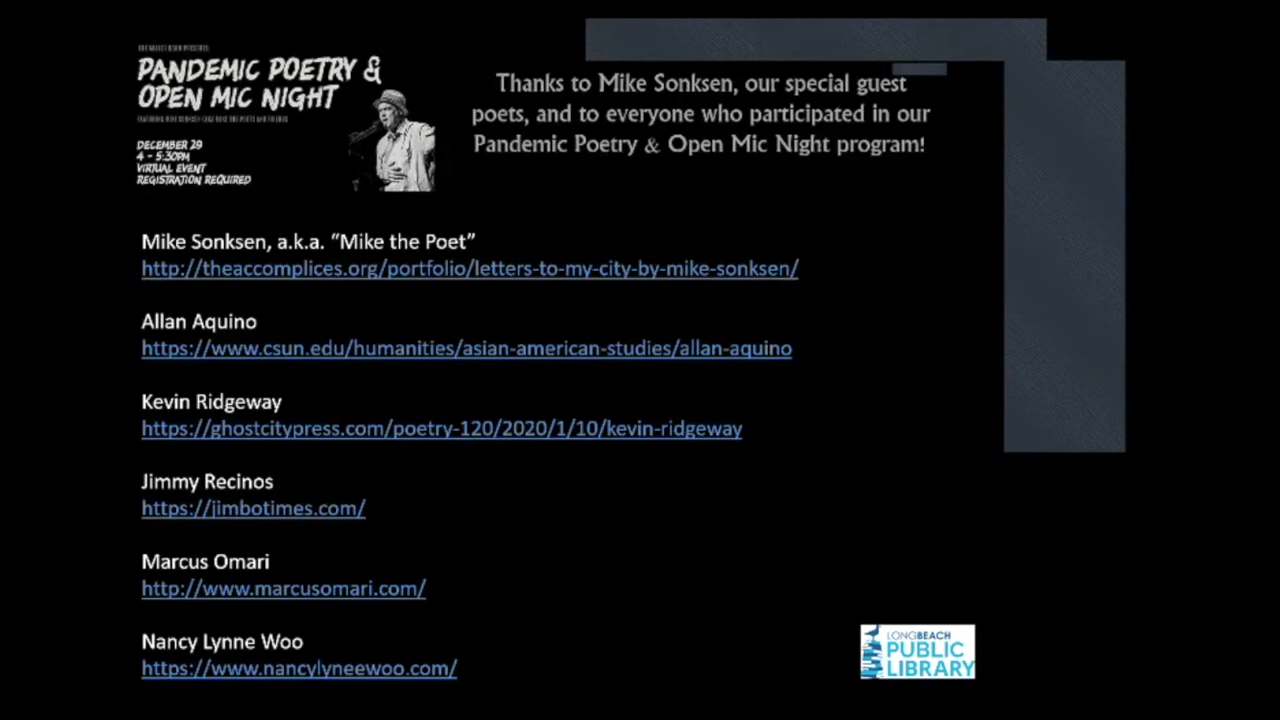 PANDEMIC POETRY &
OPEN MIC NIGHT
DECEMBER 29
4 - 5:30PM
VIRTUAL EVENT
REGISTRATION REQUIRED
Thanks to Mike Sonksen, our special guest
poets, and to everyone who participated in our
Pandemic Poetry & Open Mic Night program!
Mike Sonksen, a.k.a. “Mike the Poet”
http://theaccomplices.org/portfolio/letters-to-my-city-by-mike-sonksen/
Allan Aquino
https://www.csun.edu/humanities/asian-american-studies/allan-aquino
Kevin Ridgeway
https://ghostcitypress.com/poetry-120/2020/1/10/kevin-ridgeway
Jimmy Recinos
https://jimbotimes.com/
Marcus Omari
http://www.marcusomari.com/
Nancy Lynne Woo
https://www.nancylyneewoo.com/
LONGBEACH
PUBLIC
LIBRARY